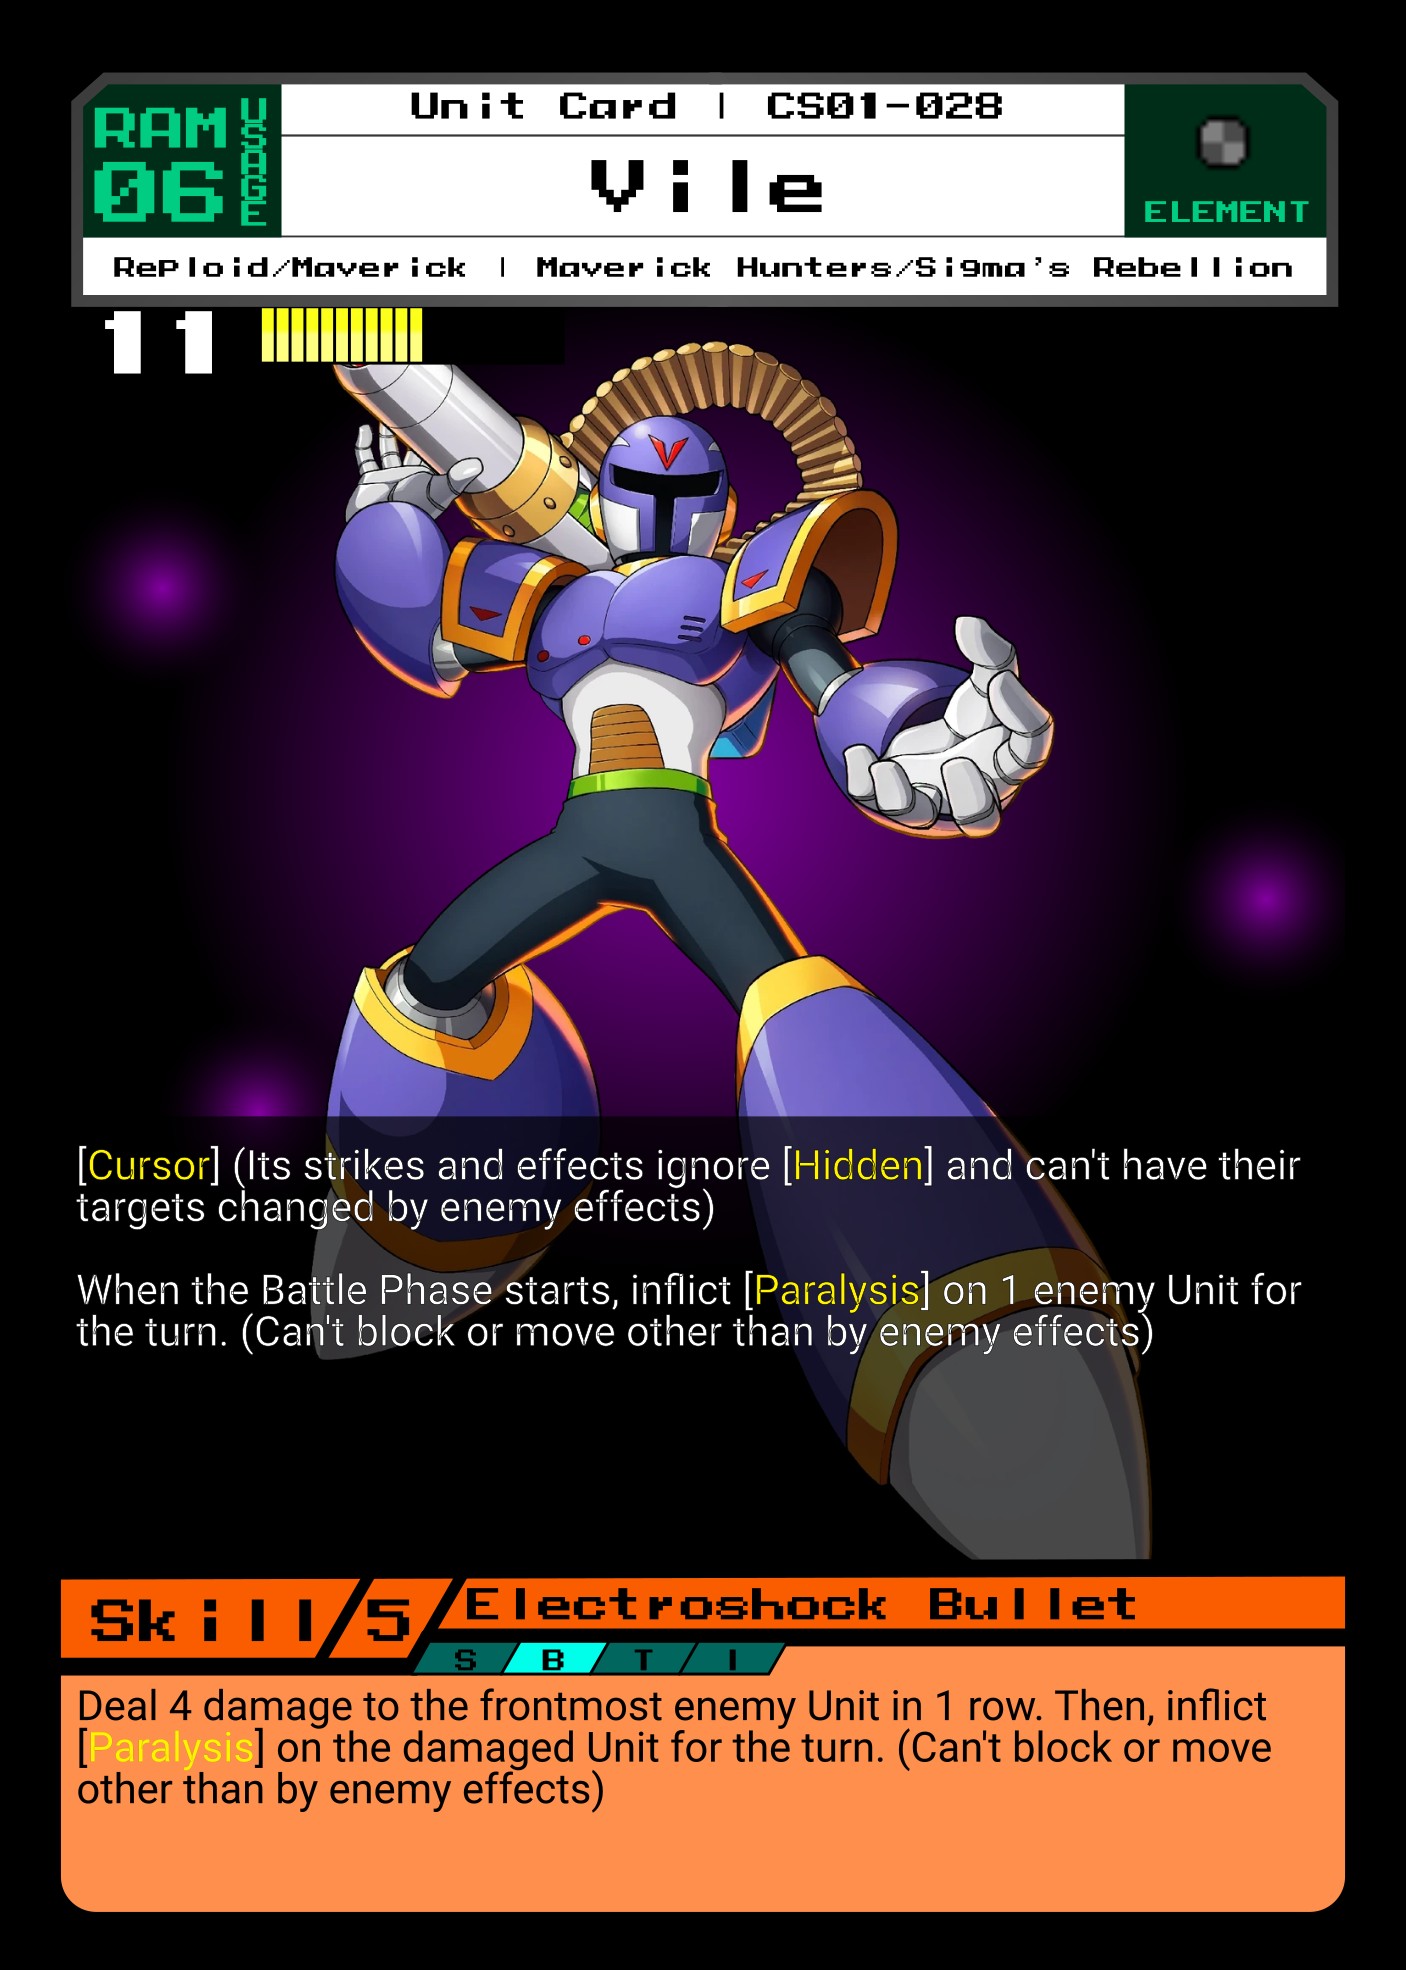 RAM
06
USAGE
Unit Card | CS01-028
Vile
ELEMENT
Reploid/Maverick | Maverick Hunters/Sigma's Rebellion
11
[Cursor] (Its strikes and effects ignore [Hidden] and can't have their
targets changed by enemy effects)
When the Battle Phase starts, inflict [Paralysis] on 1 enemy Unit for
the turn. (Can't block or move other than by enemy effects)
Skill/5
Electroshock Bullet
S B T I
Deal 4 damage to the frontmost enemy Unit in 1 row. Then, inflict
[Paralysis] on the damaged Unit for the turn. (Can't block or move
other than by enemy effects)